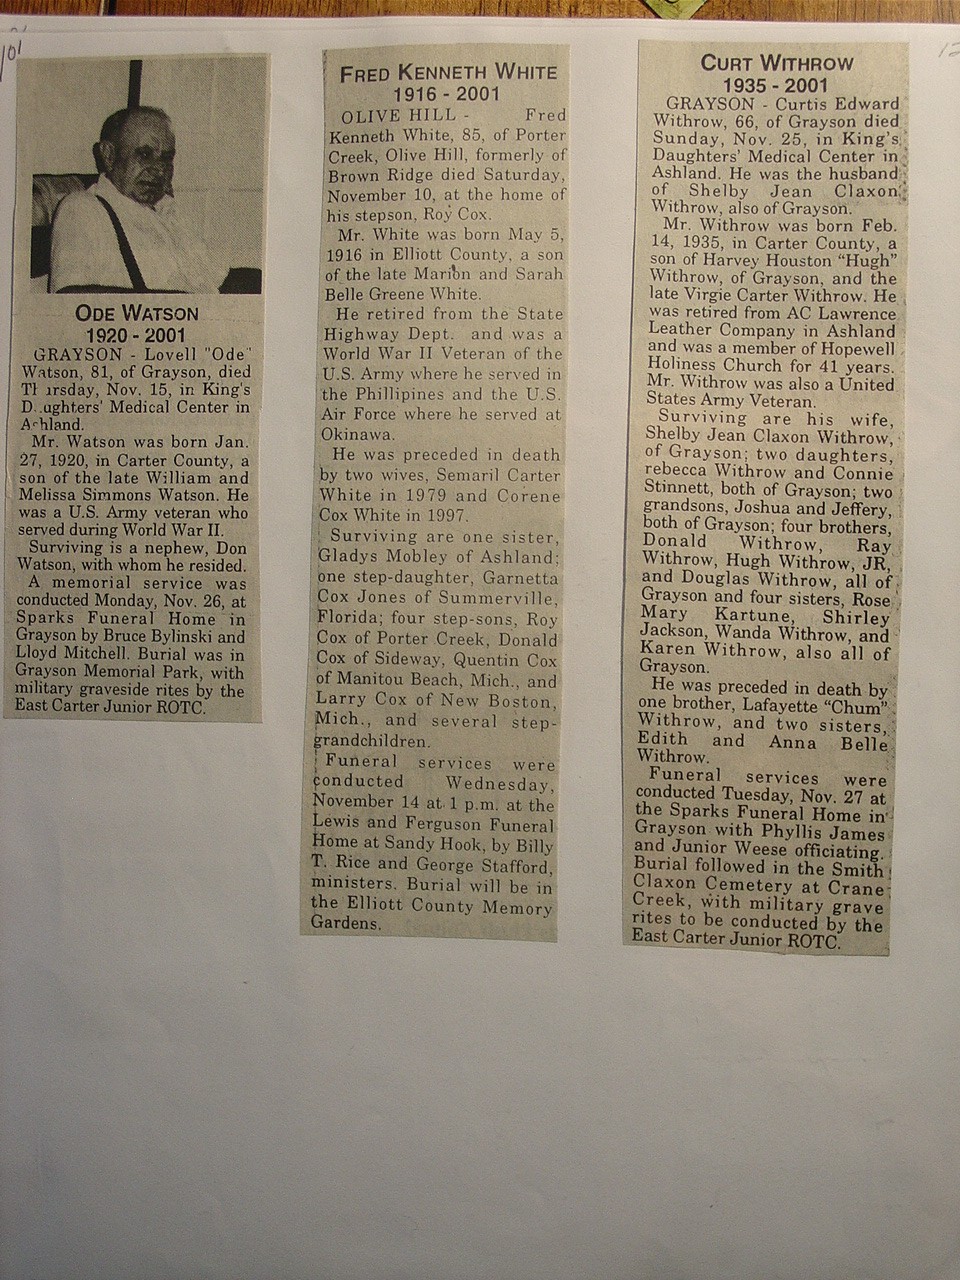 ODE WATSON
1920 - 2001
GRAYSON - Lovell "Ode"
Watson, 81, of Grayson, died
Thursday, Nov. 15, in King's
Daughters' Medical Center in
Ashland.
Mr. Watson was born Jan.
27, 1920, in Carter County, a
son of the late William and
Melissa Simmons Watson. He
was a U.S. Army veteran who
served during World War II.
Surviving is a nephew, Don
Watson, with whom he resided.
A memorial service was
conducted Monday, Nov. 26, at
Sparks Funeral Home in
Grayson by Bruce Bylinski and
Lloyd Mitchell. Burial was in
Grayson Memorial Park, with
military graveside rites by the
East Carter Junior ROTC.
FRED KENNETH WHITE
1916 - 2001
OLIVE HILL - Fred
Kenneth White, 85, of Porter
Creek, Olive Hill, formerly of
Brown Ridge died Saturday,
November 10, at the home of
his stepson, Roy Cox.
Mr. White was born May 5,
1916 in Elliott County, a son
of the late Marion and Sarah
Belle Greene White.
He retired from the State
Highway Dept. and was a
World War II Veteran of the
U.S. Army where he served in
the Phillipines and the U.S.
Air Force where he served at
Okinawa.
He was preceded in death
by two wives, Semaril Carter
White in 1979 and Corene
Cox White in 1997.
Surviving are one sister,
Gladys Mobley of Ashland;
one step-daughter, Garnetta
Cox Jones of Summerville,
Florida; four step-sons, Roy
Cox of Porter Creek, Donald
Cox of Sideway, Quentin Cox
of Manitou Beach, Mich., and
Larry Cox of New Boston,
Mich., and several step-
grandchildren.
Funeral services were
conducted Wednesday,
November 14 at 1 p.m. at the
Lewis and Ferguson Funeral
Home at Sandy Hook, by Billy
T. Rice and George Stafford,
ministers. Burial will be in
the Elliott County Memory
Gardens.
CURT WITHROW
1935 - 2001
GRAYSON - Curtis Edward
Withrow, 66, of Grayson died
Sunday, Nov. 25, in King's
Daughters' Medical Center in
Ashland. He was the husband
of Shelby Jean Claxon
Withrow, also of Grayson.
Mr. Withrow was born Feb.
14, 1935, in Carter County, a
son of Harvey Houston "Hugh"
Withrow, of Grayson, and the
late Virgie Carter Withrow. He
was retired from AC Lawrence
Leather Company in Ashland
and was a member of Hopewell
Holiness Church for 41 years.
Mr. Withrow was also a United
States Army Veteran.
Surviving are his wife,
Shelby Jean Claxon Withrow,
of Grayson; two daughters,
rebecca Withrow and Connie
Stinnett, both of Grayson; two
grandsons, Joshua and Jeffery,
both of Grayson; four brothers,
Donald Withrow, Ray
Withrow, Hugh Withrow, JR,
and Douglas Withrow, all of
Grayson and four sisters, Rose
Mary Kartune, Shirley
Jackson, Wanda Withrow, and
Karen Withrow, also all of
Grayson.
He was preceded in death by
one brother, Lafayette "Chum"
Withrow, and two sisters,
Edith and Anna Belle
Withrow.
Funeral services were
conducted Tuesday, Nov. 27 at
the Sparks Funeral Home in
Grayson with Phyllis James
and Junior Weese officiating.
Burial followed in the Smith
Claxon Cemetery at Crane
Creek, with military grave
rites to be conducted by the
East Carter Junior ROTC.